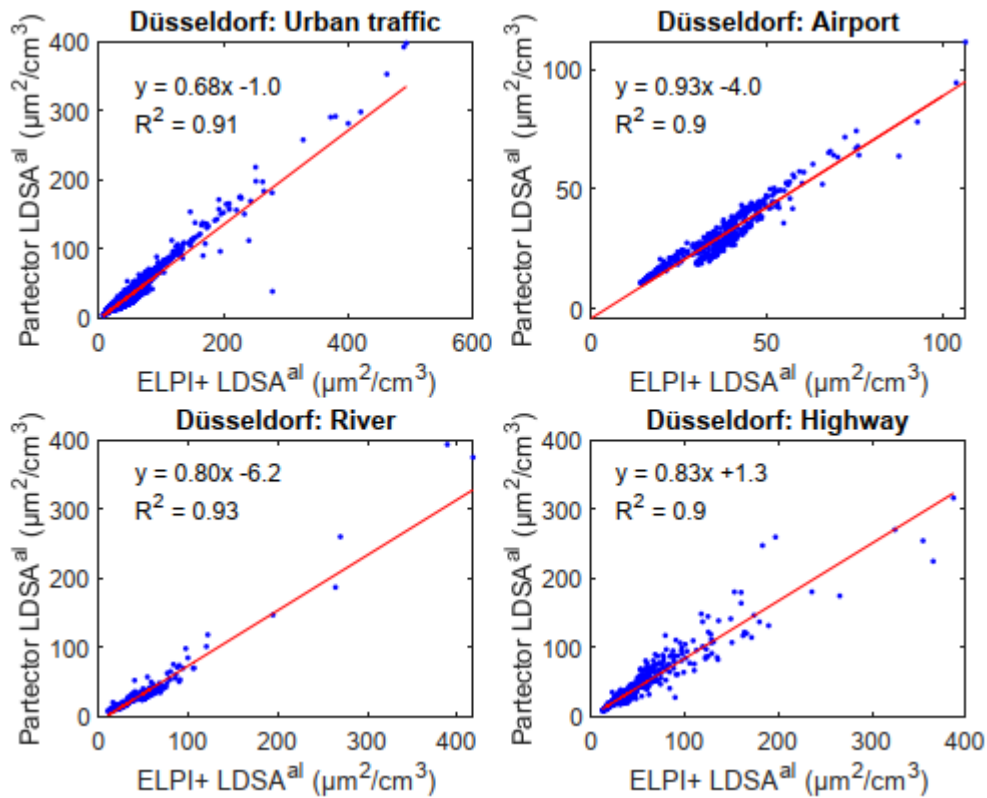 Düsseldorf: Urban traffic
y = 0.68x -1.0
R² = 0.91
400
300
200
100
0
0 200 400 600
Partector LDSAᵃˡ (µm²/cm³)
ELPI+ LDSAᵃˡ (µm²/cm³)
Düsseldorf: Airport
y = 0.93x -4.0
R² = 0.9
100
50
0
0 50 100
Partector LDSAᵃˡ (µm²/cm³)
ELPI+ LDSAᵃˡ (µm²/cm³)
Düsseldorf: River
y = 0.80x -6.2
R² = 0.93
400
300
200
100
0
0 100 200 300 400
Partector LDSAᵃˡ (µm²/cm³)
ELPI+ LDSAᵃˡ (µm²/cm³)
Düsseldorf: Highway
y = 0.83x +1.3
R² = 0.9
400
300
200
100
0
0 100 200 300 400
Partector LDSAᵃˡ (µm²/cm³)
ELPI+ LDSAᵃˡ (µm²/cm³)